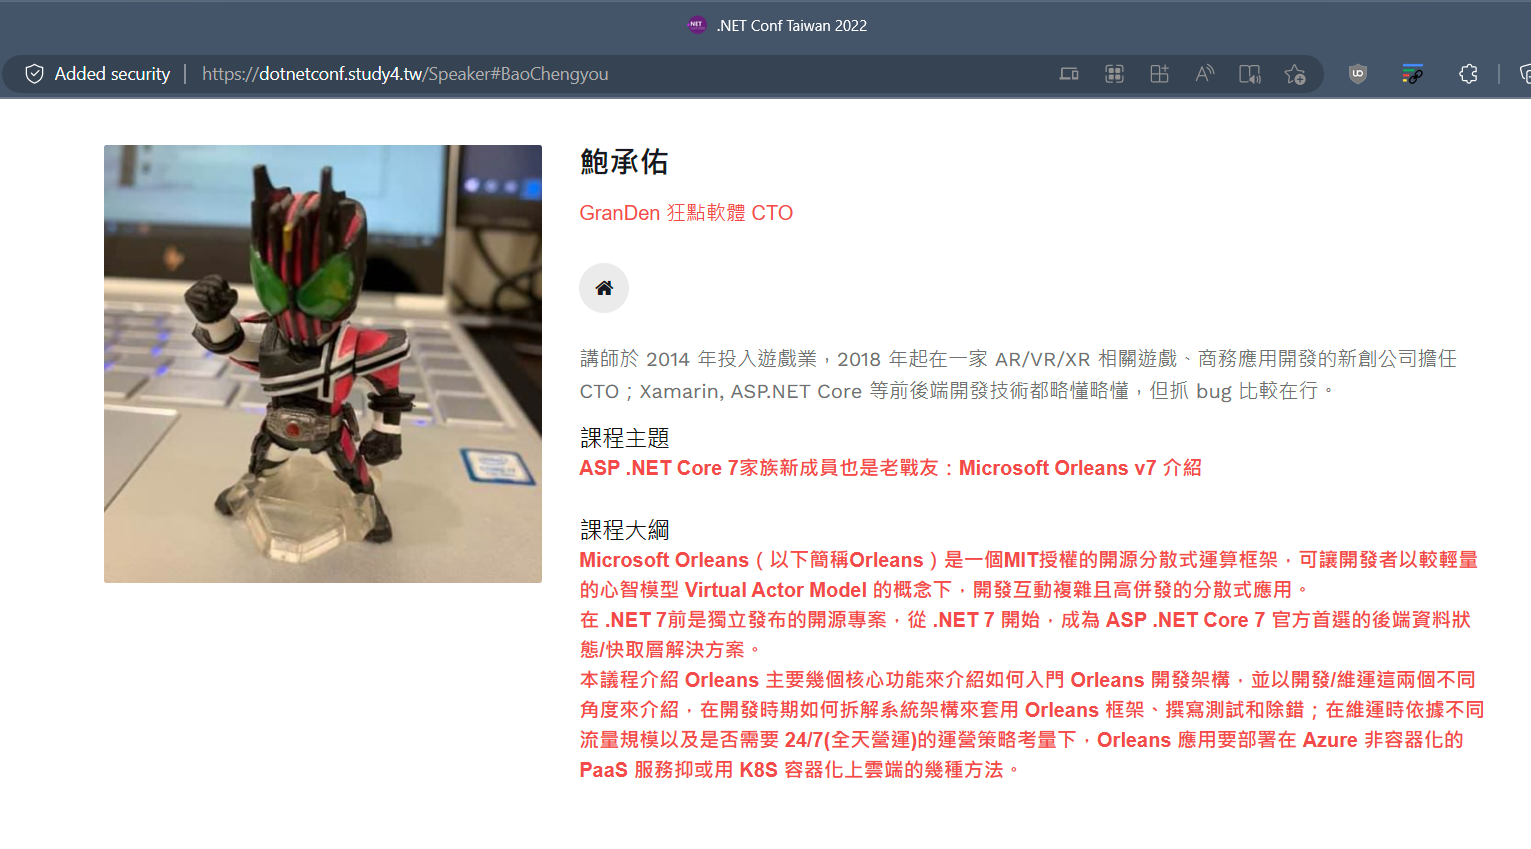 .NET Conf Taiwan 2022
Added security | https://dotnetconf.study4.tw/Speaker#BaoChengyou
鮑承佑
GranDen 狂點軟體 CTO
講師於 2014 年投入遊戲業，2018 年起在一家 AR/VR/XR 相關遊戲、商務應用開發的新創公司擔任
CTO；Xamarin, ASP.NET Core 等前後端開發技術都略懂略懂，但抓 bug 比較在行。
課程主題
ASP .NET Core 7家族新成員也是老戰友：Microsoft Orleans v7 介紹
課程大綱
Microsoft Orleans（以下簡稱Orleans）是一個MIT授權的開源分散式運算框架，可讓開發者以較輕量
的心智模型 Virtual Actor Model 的概念下，開發互動複雜且高併發的分散式應用。
在 .NET 7前是獨立發布的開源專案，從 .NET 7 開始，成為 ASP .NET Core 7 官方首選的後端資料狀
態/快取層解決方案。
本議程介紹 Orleans 主要幾個核心功能來介紹如何入門 Orleans 開發架構，並以開發/維運這兩個不同
角度來介紹，在開發時期如何拆解系統架構來套用 Orleans 框架、撰寫測試和除錯；在維運時依據不同
流量規模以及是否需要 24/7(全天營運)的運營策略考量下，Orleans 應用要部署在 Azure 非容器化的
PaaS 服務抑或用 K8S 容器化上雲端的幾種方法。